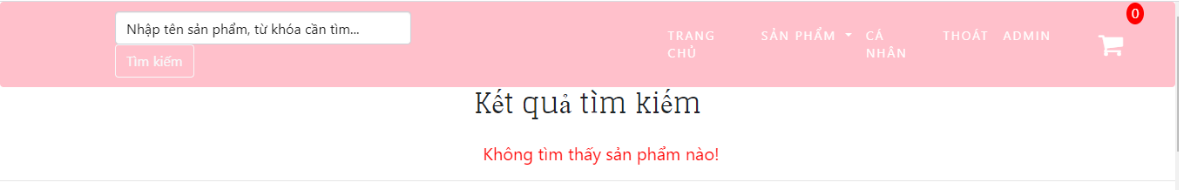 0
Nhập tên sản phẩm, từ khóa cần tìm...
Tìm kiếm
TRANG CHỦ
SẢN PHẨM
CÁ NHÂN
THOÁT
ADMIN
Kết quả tìm kiếm
Không tìm thấy sản phẩm nào!